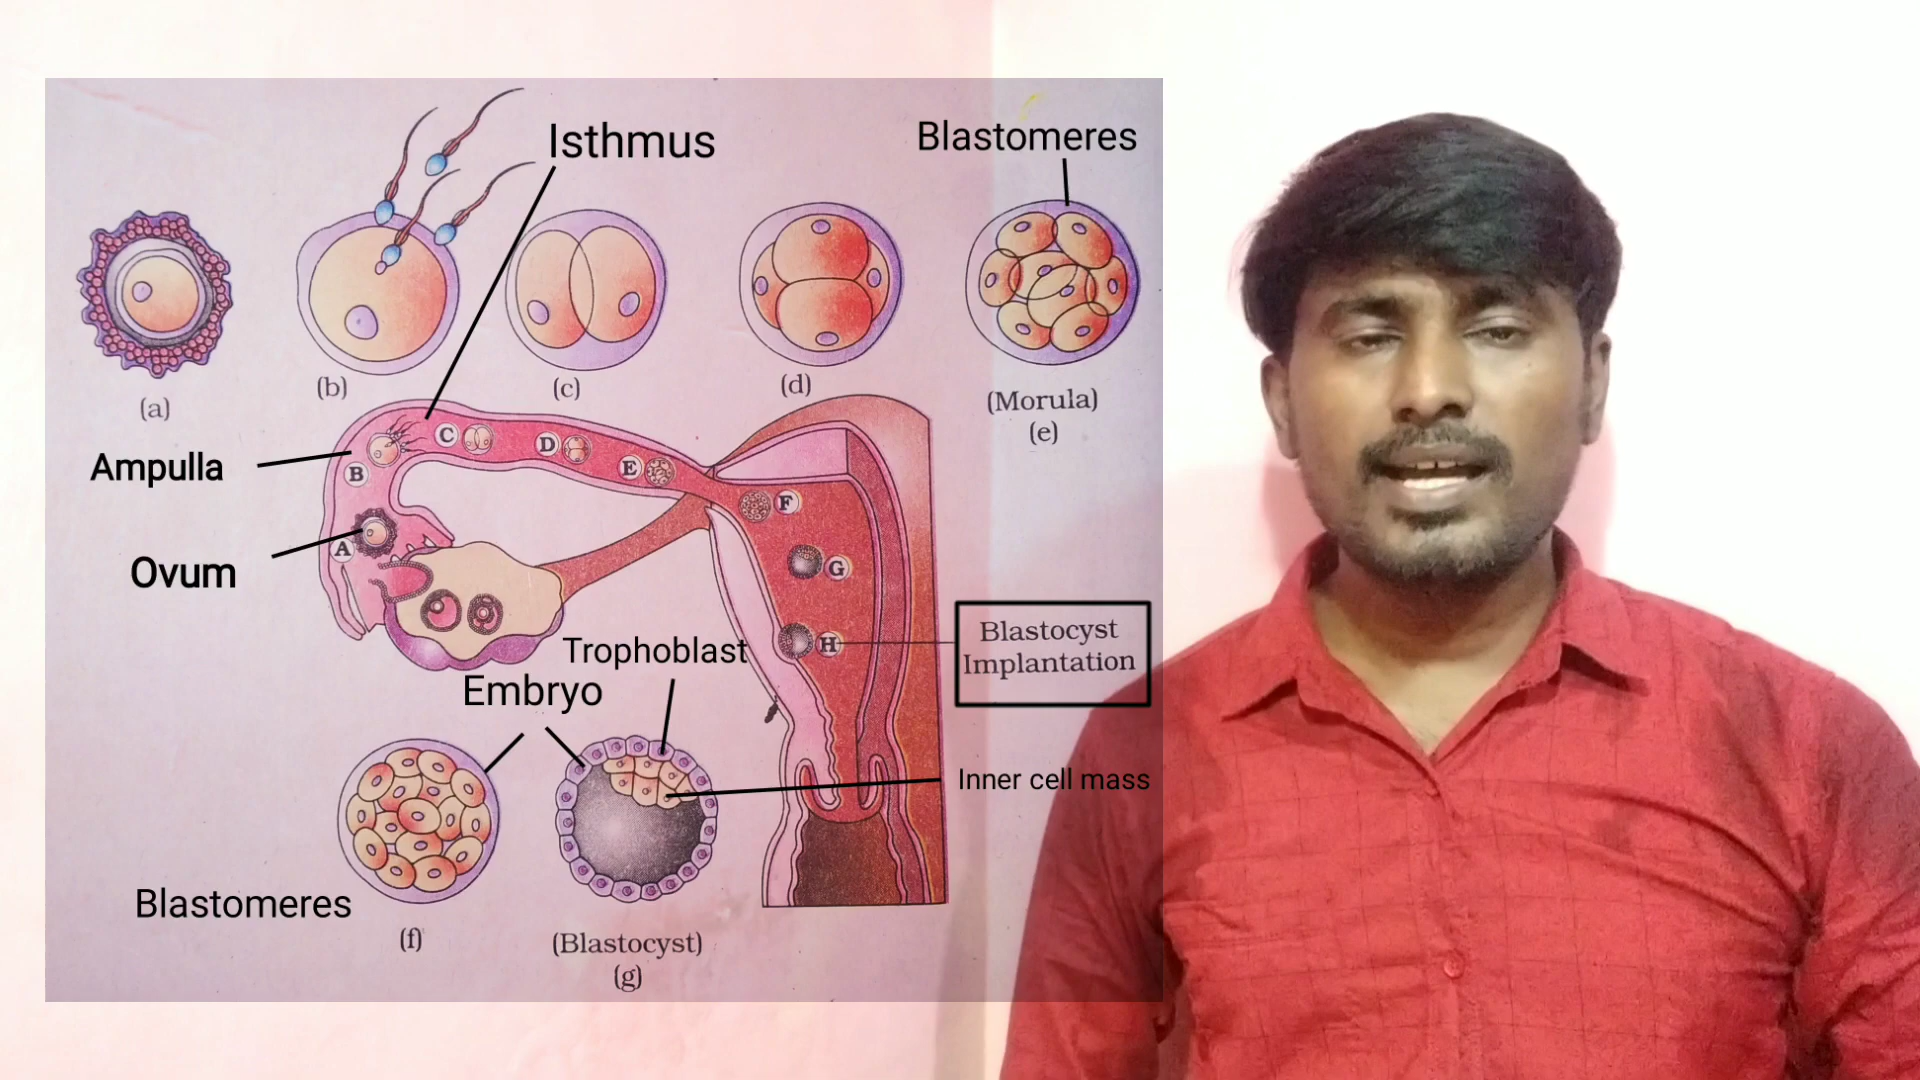 Isthmus
Blastomeres
(a)
(b)
(c)
(d)
(Morula)
(e)
Ampulla
Ovum
A
B
C
D
E
F
G
H
Blastocyst
Implantation
Trophoblast
Embryo
Inner cell mass
Blastomeres
(f)
(Blastocyst)
(g)